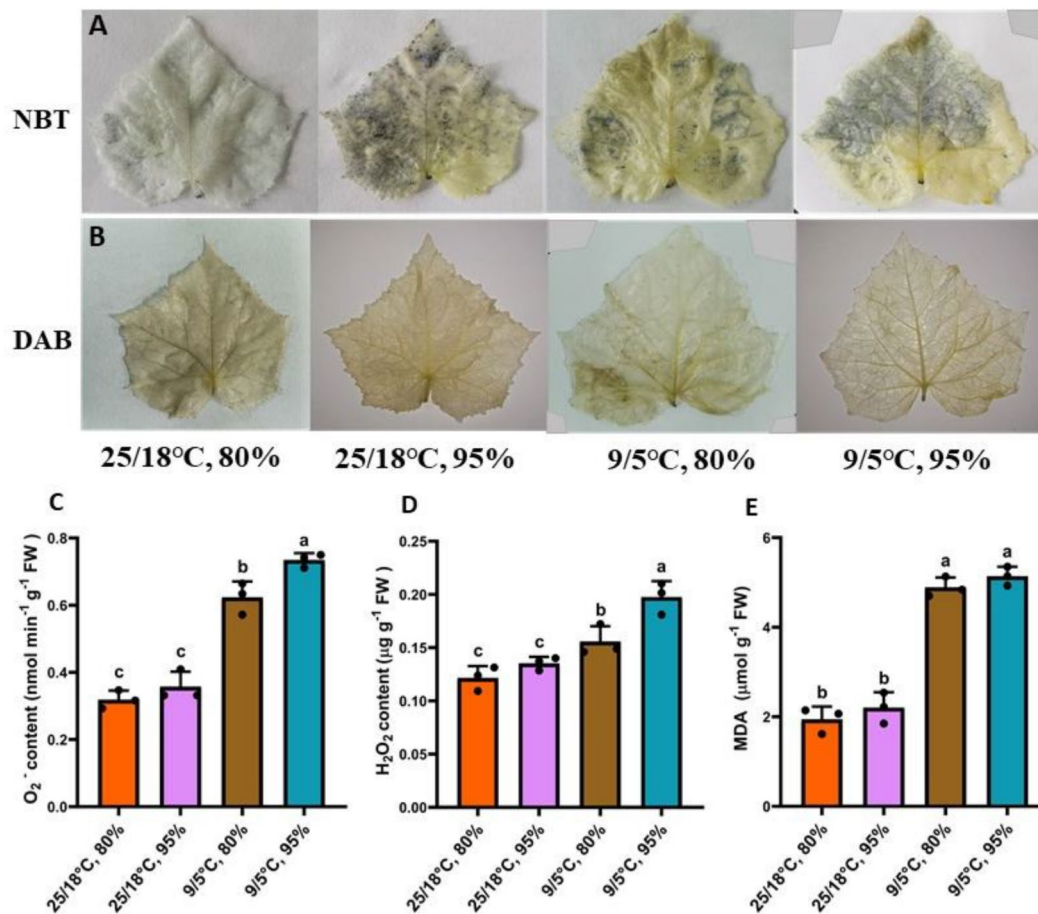 A
NBT
B
DAB
25/18°C, 80%
25/18°C, 95%
9/5°C, 80%
9/5°C, 95%
C
O₂⁻ content (nmol min⁻¹ g⁻¹ FW)
0.8
0.6
0.4
0.2
0.0
c
c
b
a
25/18°C, 80%
25/18°C, 95%
9/5°C, 80%
9/5°C, 95%
D
H₂O₂ content (μg g⁻¹ FW )
0.25
0.20
0.15
0.10
0.05
0.00
c
c
b
a
25/18°C, 80%
25/18°C, 95%
9/5°C, 80%
9/5°C, 95%
E
MDA (μmol g⁻¹ FW)
6
4
2
0
b
b
a
a
25/18°C, 80%
25/18°C, 95%
9/5°C, 80%
9/5°C, 95%